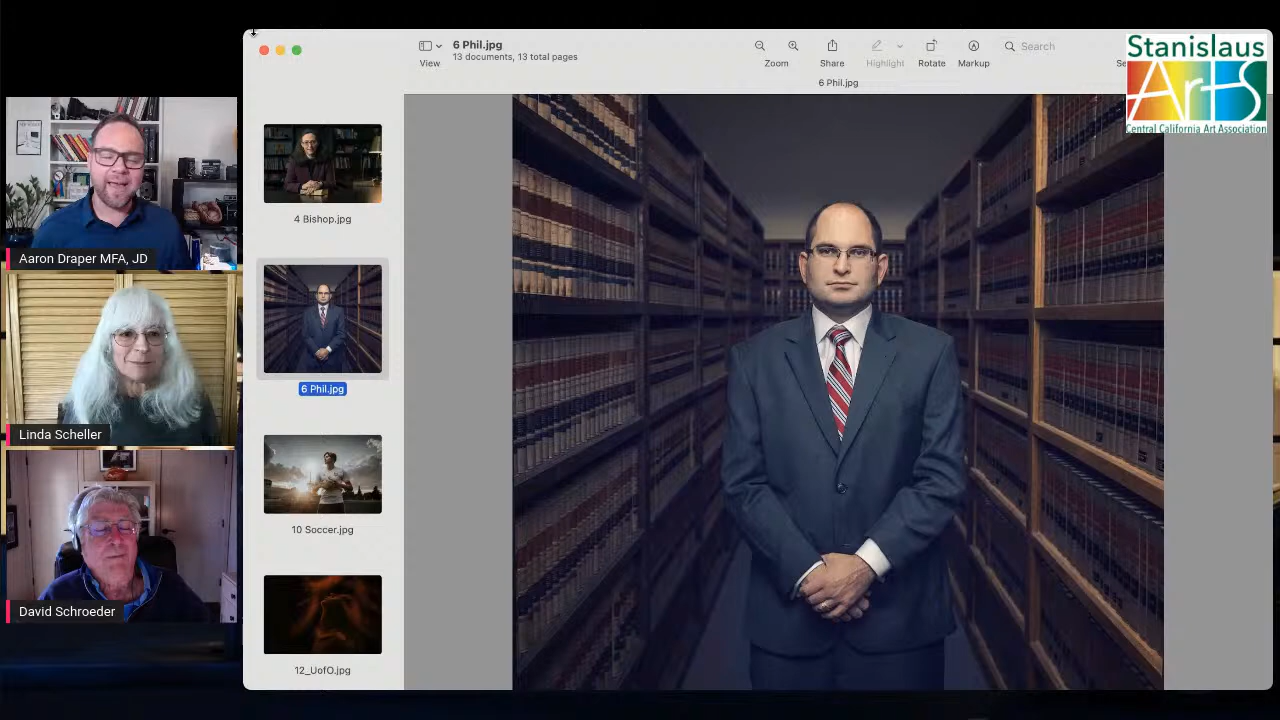 6 Phil.jpg
13 documents, 13 total pages
View
Zoom
Share
Highlight
Rotate
Markup
Search
6 Phil.jpg
Stanislaus
ArtS
Central California Art Association
4 Bishop.jpg
6 Phil.jpg
10 Soccer.jpg
12_UofO.jpg
Aaron Draper MFA, JD
Linda Scheller
David Schroeder